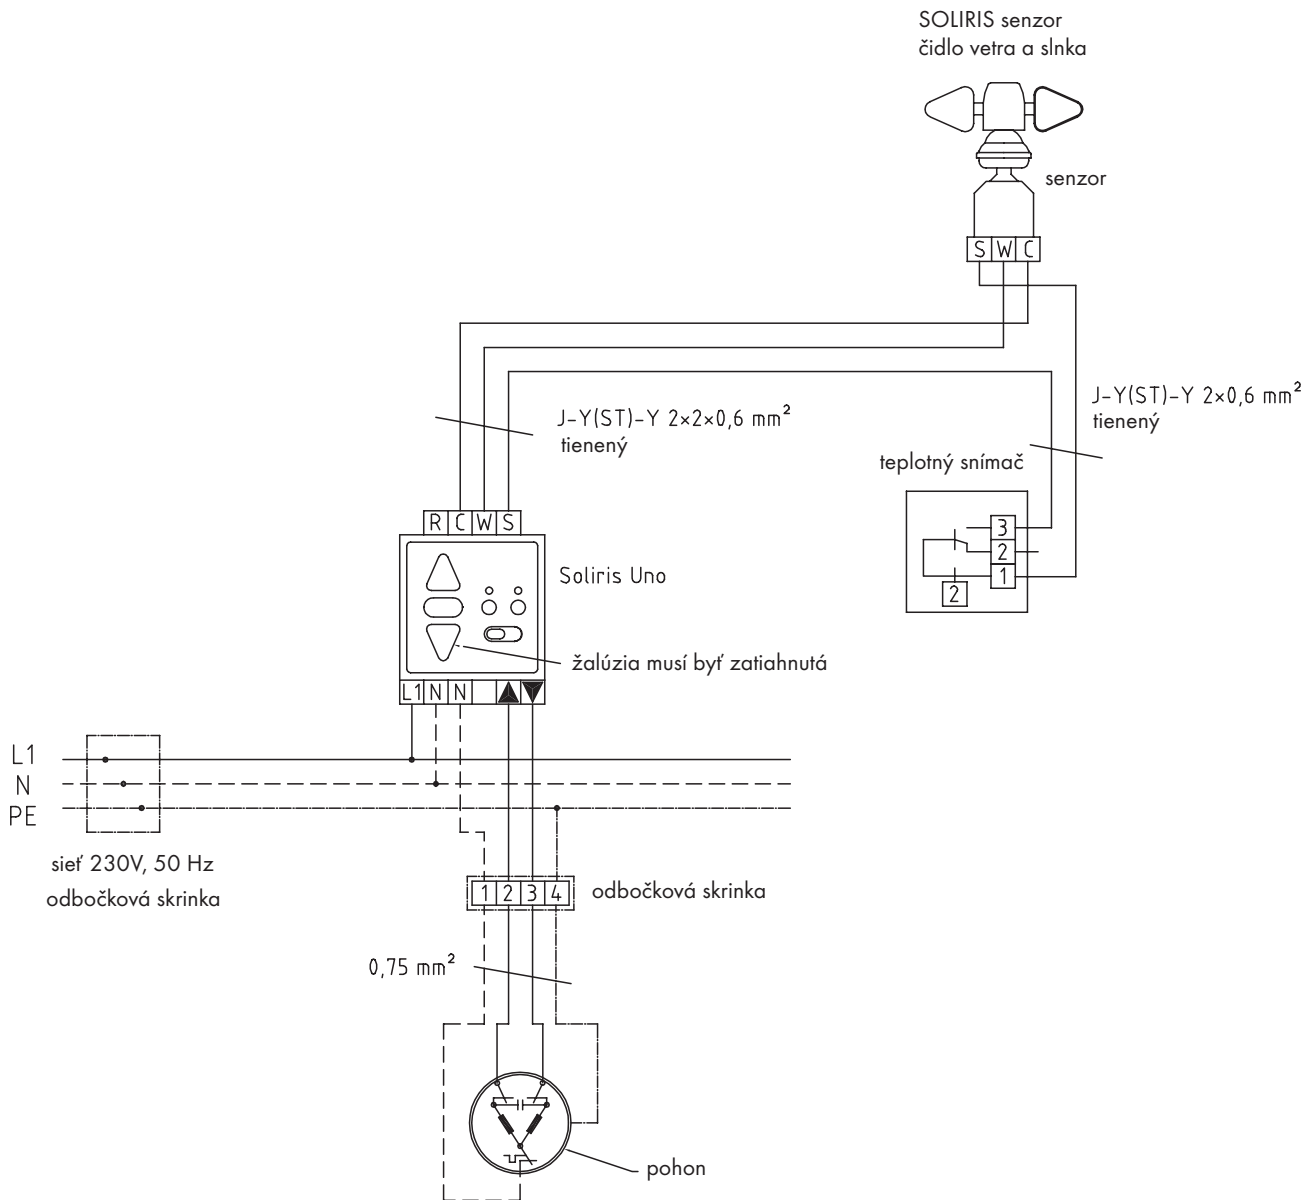 SOLIRIS senzor
čidlo vetra a slnka
senzor
S W C
J-Y(ST)-Y 2×2×0,6 mm²
tienený
J-Y(ST)-Y 2×0,6 mm²
tienený
teplotný snímač
3
2
1
2
R C W S
Soliris Uno
žalúzia musí byť zatiahnutá
L1 N N
L1
N
PE
sieť 230V, 50 Hz
odbočková skrinka
1 2 3 4
odbočková skrinka
0,75 mm²
pohon